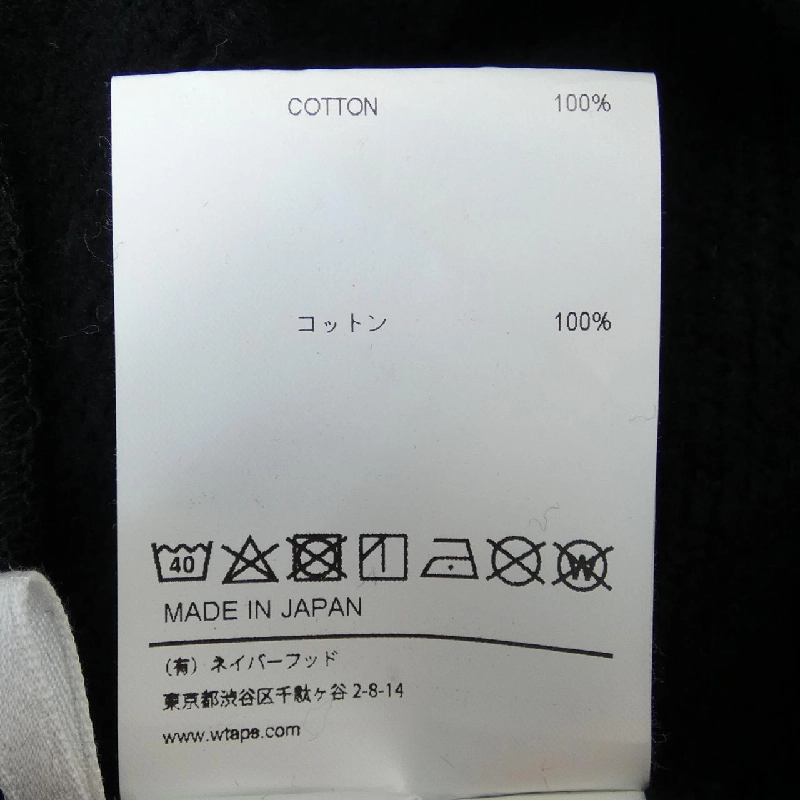 COTTON 100%
コットン 100%
40 W
MADE IN JAPAN
(有) ネイバーフッド
東京都渋谷区千駄ヶ谷 2-8-14
www.wtaps.com